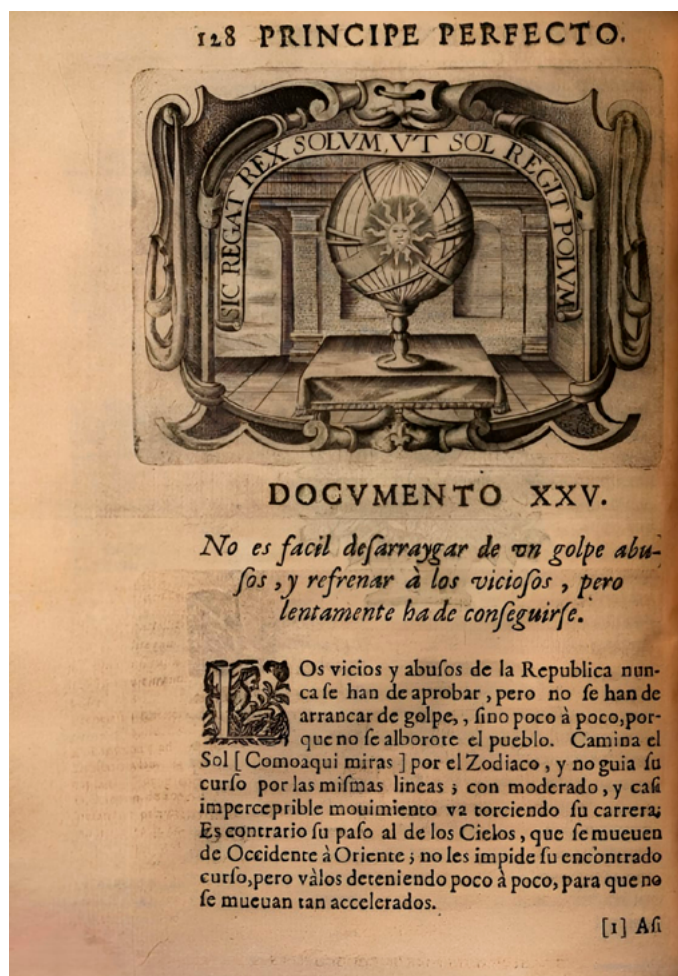 128 PRINCIPE PERFECTO.
SIC REGAT REX SOLVM, VT SOL REGIT POLVM
DOCVMENTO XXV.
No es facil deſarraygar de vn golpe abu-
ſos, y refrenar à los vicioſos, pero
lentamente ha de conſeguirſe.
LOs vicios y abuſos de la Republica nun-
ca ſe han de aprobar, pero no ſe han de
arrancar de golpe,, ſino poco à poco, por-
que no ſe alborote el pueblo. Camina el
Sol [ Comoaqui miras ] por el Zodiaco, y no guia ſu
curſo por las miſmas lineas; con moderado, y caſi
imperceprible mouimiento va torciendo ſu carrera;
Es contrario ſu paſo al de los Cielos, que ſe mueuen
de Occidente à Oriente; no les impide ſu encontrado
curſo, pero vàlos deteniendo poco à poco, para que no
ſe mueuan tan accelerados.
[1] Aſi